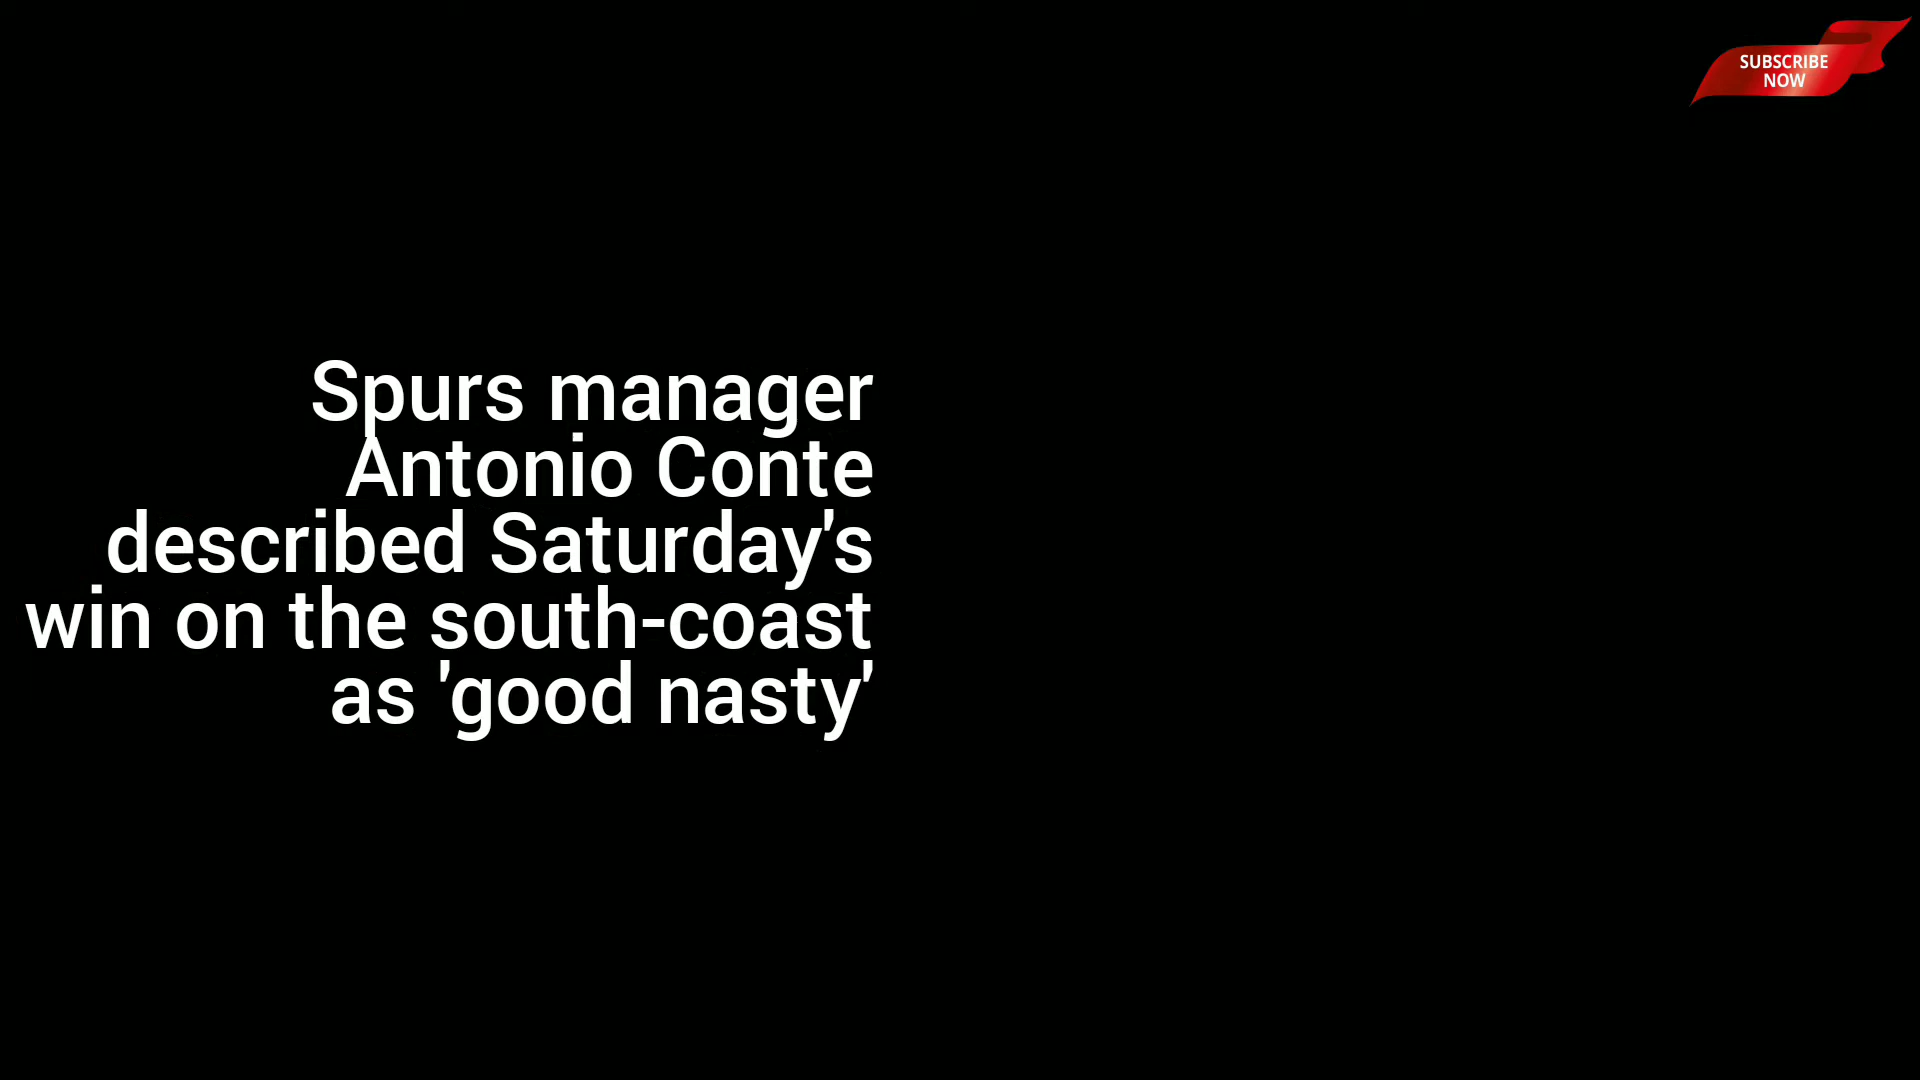 SUBSCRIBE
NOW
Spurs manager
Antonio Conte
described Saturday's
win on the south-coast
as 'good nasty'